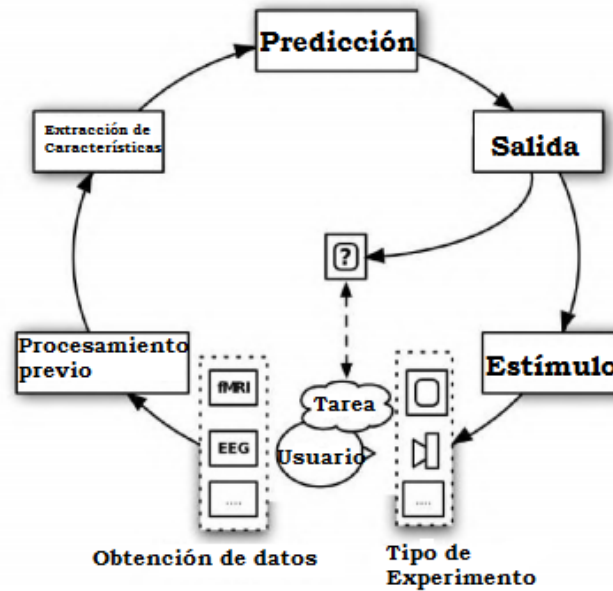 Predicción
Extracción de
Características
Salida
?
Procesamiento
previo
Estímulo
fMRI
Tarea
EEG
Usuario
....
....
Obtención de datos
Tipo de
Experimento